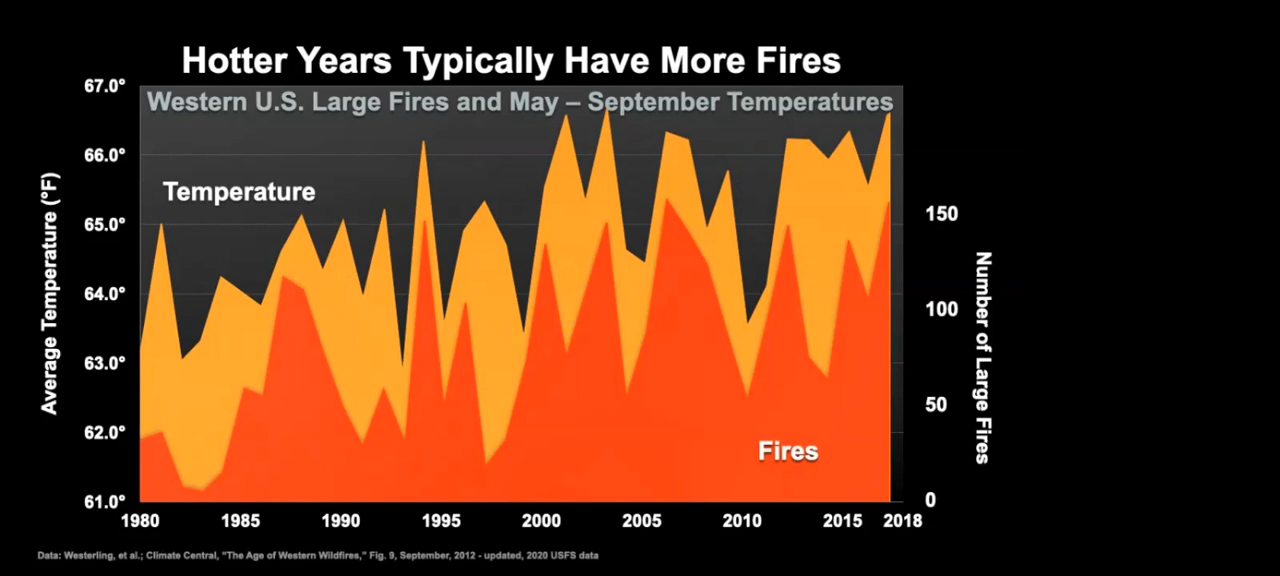 Hotter Years Typically Have More Fires
Western U.S. Large Fires and May – September Temperatures
67.0°
66.0°
65.0°
64.0°
63.0°
62.0°
61.0°
Average Temperature (°F)
Temperature
Fires
150
100
50
0
Number of Large Fires
1980 1985 1990 1995 2000 2005 2010 2015 2018
Data: Westerling, et al.; Climate Central, "The Age of Western Wildfires," Fig. 9, September, 2012 - updated, 2020 USFS data